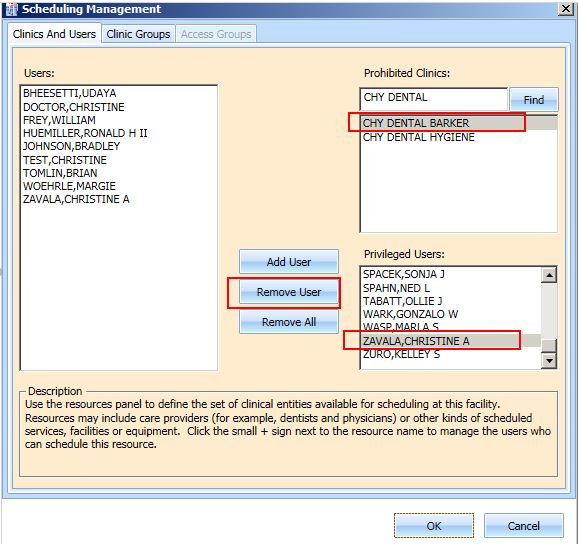 Scheduling Management
Clinics And Users
Clinic Groups
Access Groups
Users:
BHEESETTI,UDAYA
DOCTOR,CHRISTINE
FREY,WILLIAM
HUEMILLER,RONALD H II
JOHNSON,BRADLEY
TEST,CHRISTINE
TOMLIN,BRIAN
WOEHRLE,MARGIE
ZAVALA,CHRISTINE A
Add User
Remove User
Remove All
Prohibited Clinics:
CHY DENTAL
Find
CHY DENTAL BARKER
CHY DENTAL HYGIENE
Privileged Users:
SPACEK,SONJA J
SPAHN,NED L
TABATT,OLLIE J
WARK,GONZALO W
WASP,MARLA S
ZAVALA,CHRISTINE A
ZURO,KELLEY S
Description
Use the resources panel to define the set of clinical entities available for scheduling at this facility.
Resources may include care providers (for example, dentists and physicians) or other kinds of scheduled
services, facilities or equipment.  Click the small + sign next to the resource name to manage the users who
can schedule this resource.
OK
Cancel